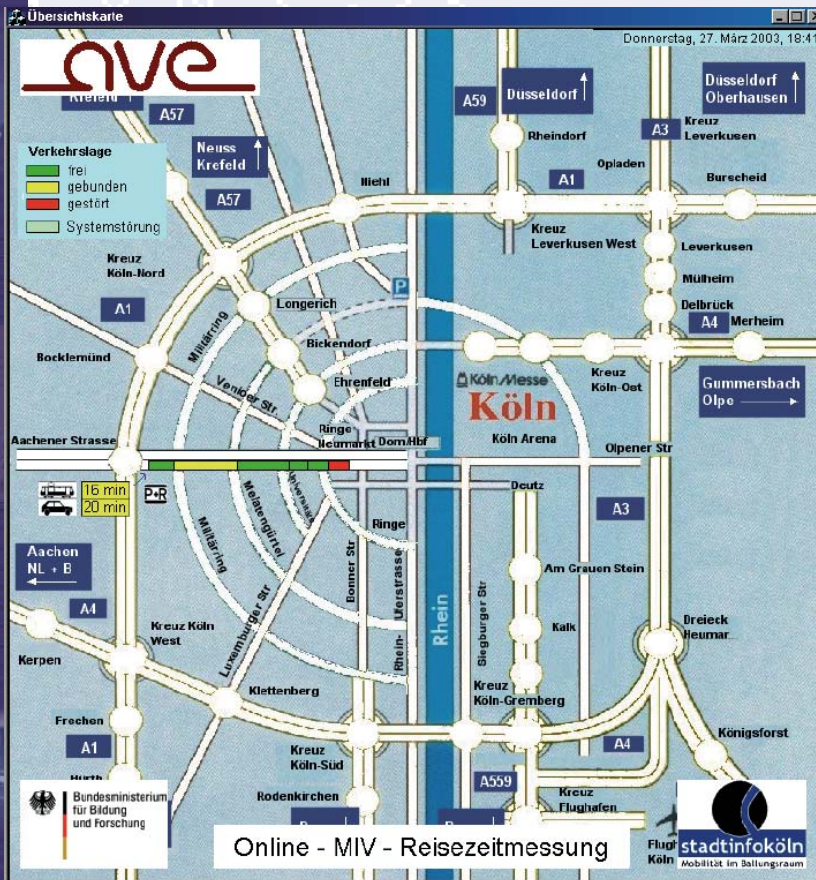 Übersichtskarte
Donnerstag, 27. März 2003, 18:41
ave
Krefeld
A57
Neuss
Krefeld
A57
A59
Düsseldorf
Düsseldorf
Oberhausen
A3
Kreuz
Leverkusen
Rheindorf
Opladen
A1
Burscheid
Verkehrslage
frei
gebunden
gestört
Systemstörung
Niehl
Kreuz
Leverkusen West
Leverkusen
Mülheim
Delbrück
A4
Merheim
Kreuz
Köln-Nord
A1
Longerich
Militärring
P
Bocklemünd
Bickendorf
Ehrenfeld
Venloer Str.
Köln Messe
Köln
Kreuz
Köln-Ost
Gummersbach
Olpe
Aachener Strasse
Ringe
Neumarkt
Dom/Hbf
Köln Arena
Olpener Str
16 min
20 min
P+R
Universität
Melatengürtel
Militärring
Ringe
Deutz
A3
Aachen
NL + B
A4
Am Grauen Stein
Kalk
Bonner Str
Rhein-
Uferstrasse
Rhein
Siegburger Str
Luxemburger Str
Kreuz Köln
West
Dreieck
Heumar...
Kerpen
Klettenberg
Kreuz
Köln-Gremberg
Frechen
A1
Hürth
Kreuz
Köln-Süd
A4
Königsforst
A559
Rodenkirchen
Kreuz
Flughafen
Bundesministerium
für Bildung
und Forschung
Online - MIV - Reisezeitmessung
Flugh
Köln
stadtinfoköln
Mobilität im Ballungsraum